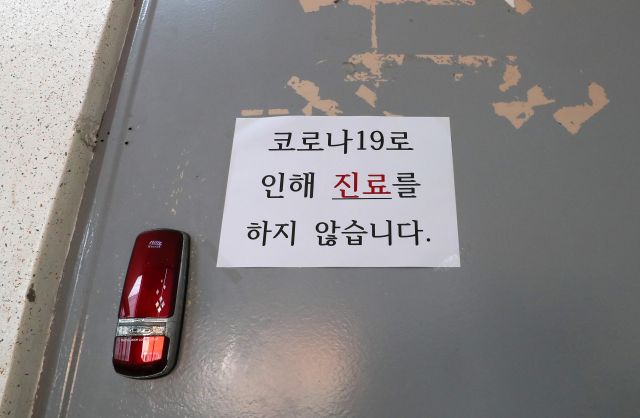 코로나19로
인해 진료를
하지 않습니다.